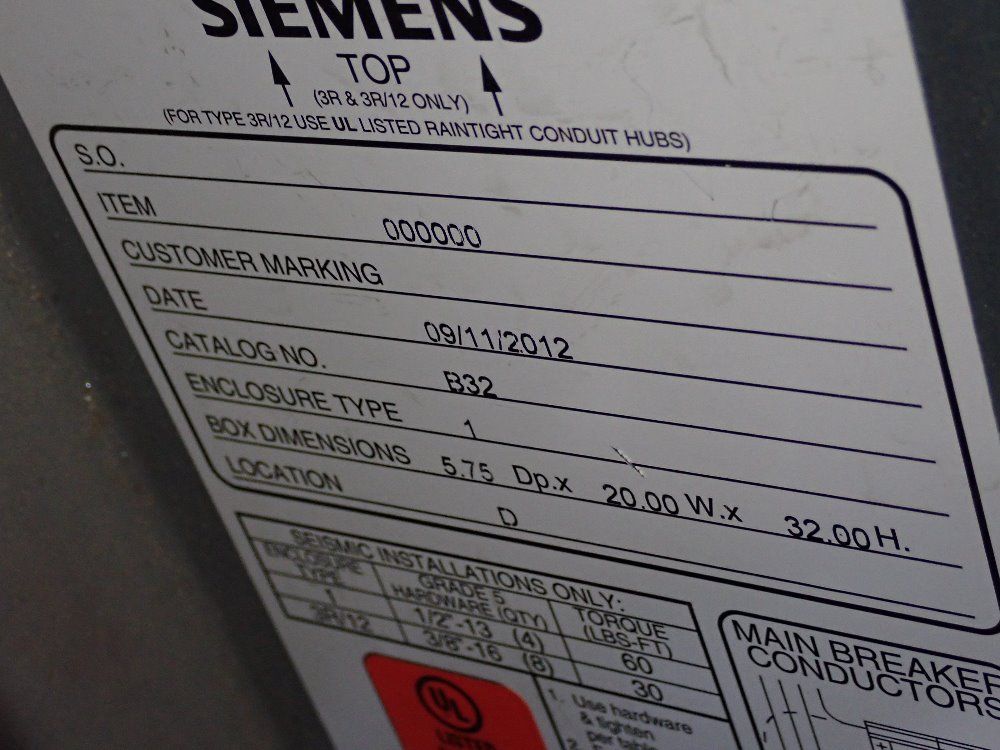 SIEMENS
TOP
(3R & 3R/12 ONLY)
(FOR TYPE 3R/12 USE UL LISTED RAINTIGHT CONDUIT HUBS)
S.O.
ITEM 000000
CUSTOMER MARKING
DATE 09/11/2012
CATALOG NO. B32
ENCLOSURE TYPE 1
BOX DIMENSIONS 5.75 Dp.x 20.00 W.x 32.00 H.
LOCATION D
SEISMIC INSTALLATIONS ONLY:
ENCLOSURE TYPE
GRADE 5 HARDWARE (QTY)
TORQUE (LBS-FT)
1 1/2"-13 (4) 60
3R/12 3/8"-16 (8) 30
UL
LISTED
1. Use hardware
& tighten
per table
2.
MAIN BREAKER
CONDUCTORS